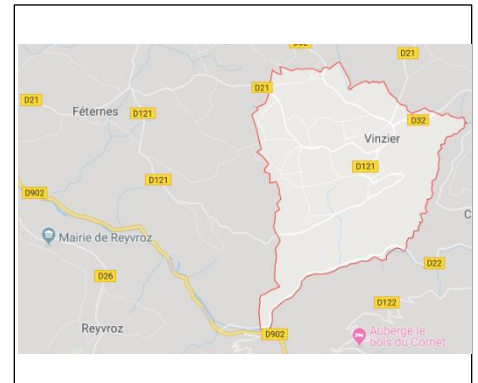 D32
D21
D21
D21
Féternes
D121
D32
Vinzier
D121
D121
D902
C
Mairie de Reyvroz
D22
D26
D122
Reyvroz
D902
Auberge le
bois du Cornet